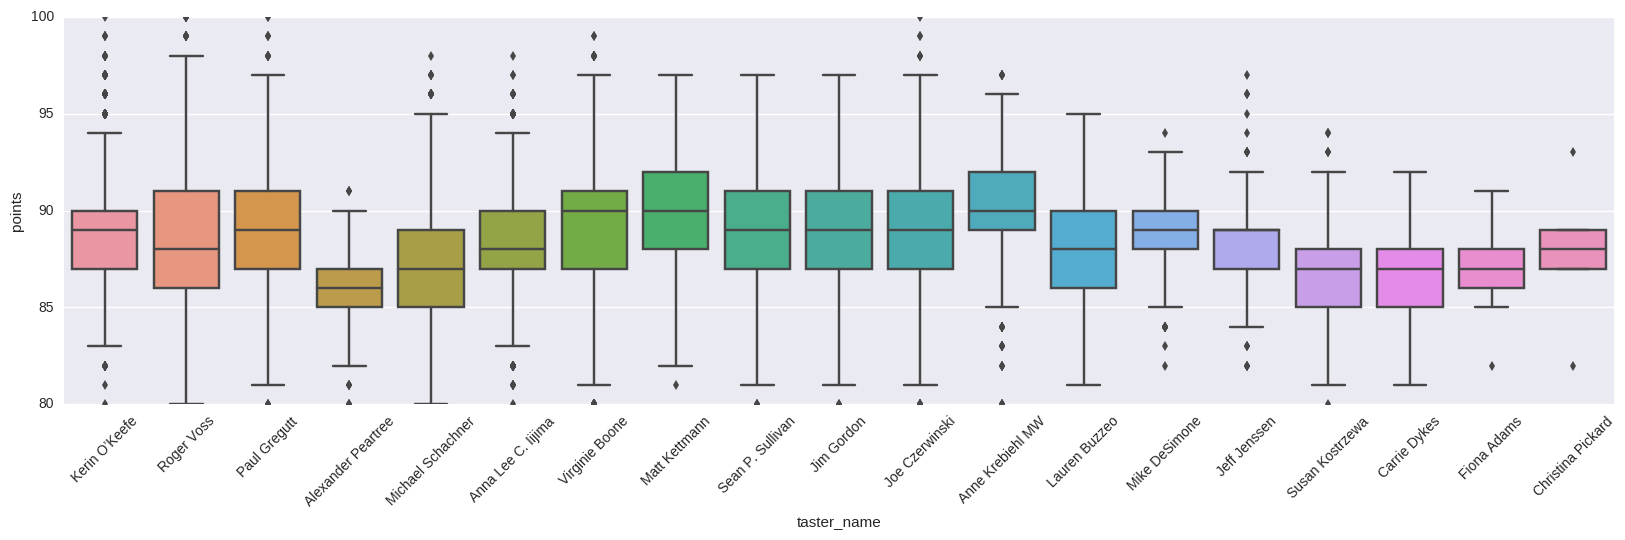 100
95
90
85
80
points
Kerin O'Keefe
Roger Voss
Paul Gregutt
Alexander Peartree
Michael Schachner
Anna Lee C. Iijima
Virginie Boone
Matt Kettmann
Sean P. Sullivan
Jim Gordon
Joe Czerwinski
Anne Krebiehl MW
Lauren Buzzeo
Mike DeSimone
Jeff Jenssen
Susan Kostrzewa
Carrie Dykes
Fiona Adams
Christina Pickard
taster_name